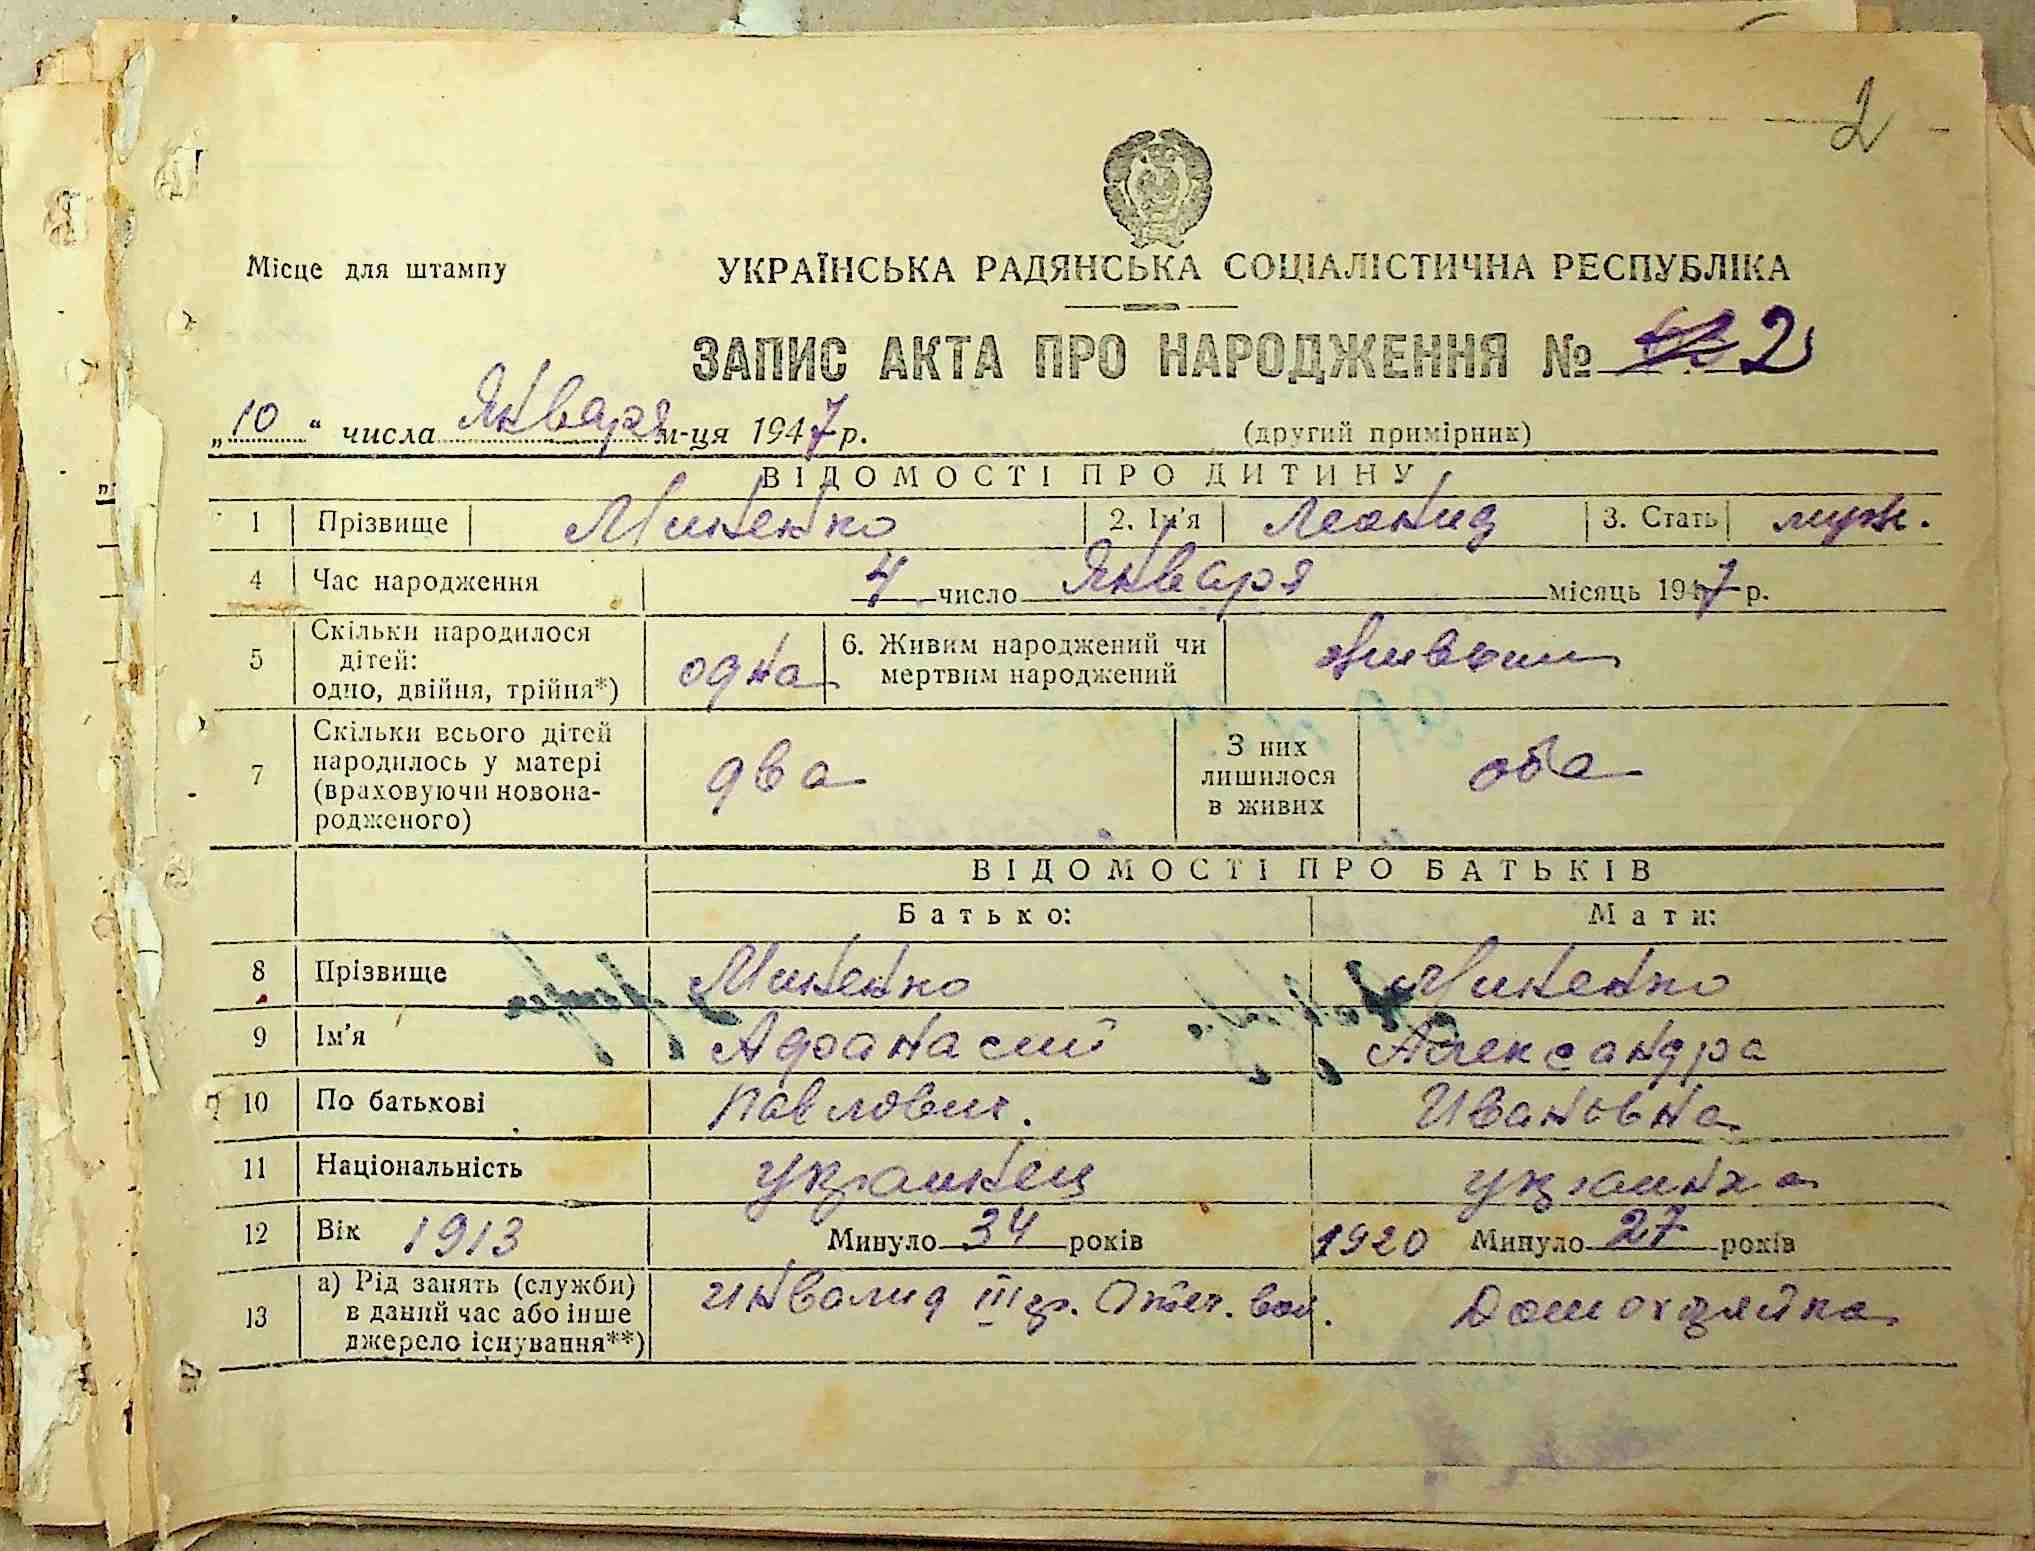 2
Місце для штампу
УКРАЇНСЬКА РАДЯНСЬКА СОЦІАЛІСТИЧНА РЕСПУБЛІКА
ЗАПИС АКТА ПРО НАРОДЖЕННЯ № 2
„10“ числа Января м-ця 1947 р.
(другий примірник)
ВІДОМОСТІ ПРО ДИТИНУ
1 Прізвище Миненко 2. Ім'я Леонид 3. Стать муж.
4 Час народження 4 число Января місяць 1947 р.
5 Скільки народилося дітей: одно, двійня, трійня*) одна 6. Живим народжений чи мертвим народжений живым
7 Скільки всього дітей народилось у матері (враховуючи новонародженого) два З них лишилося в живих оба
ВІДОМОСТІ ПРО БАТЬКІВ
Батько: Мати:
8 Прізвище Миненко Миненко
9 Ім'я Афанасий Александра
10 По батькові Павлович. Ивановна
11 Національність Украинец украинка
12 Вік 1913 Минуло 34 років 1920 Минуло 27 років
13 а) Рід занять (служби) в даний час або інше джерело існування**) инвалид III гр. Отеч. вой. Домохозяйка